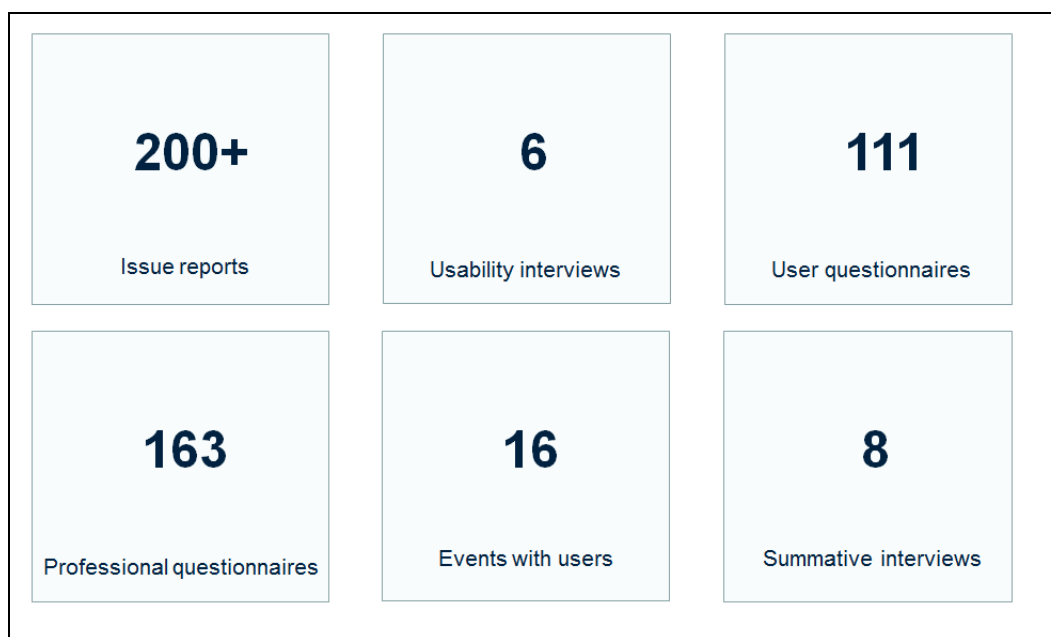 200+
Issue reports
6
Usability interviews
111
User questionnaires
163
Professional questionnaires
16
Events with users
8
Summative interviews